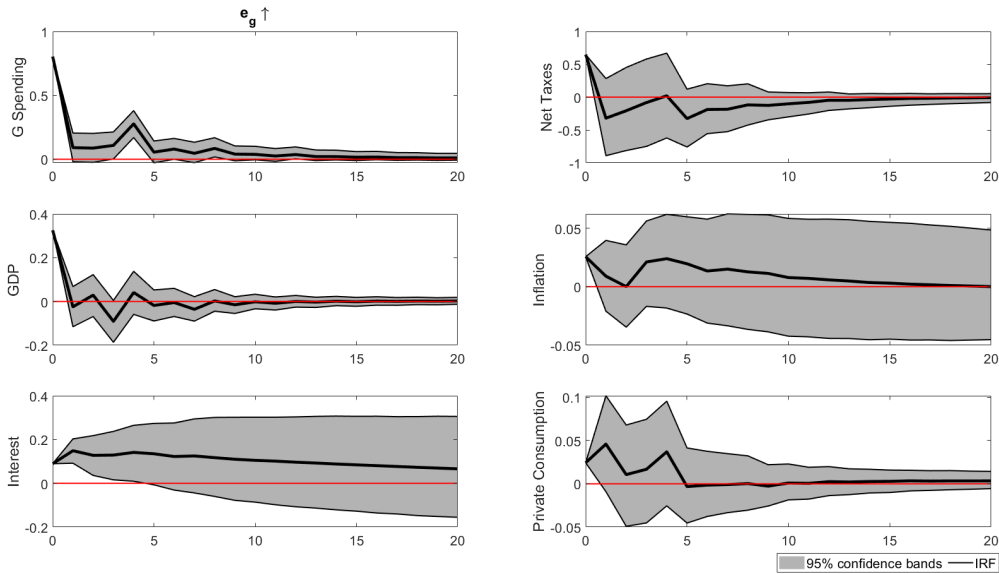 e_g ↑
G Spending
1
0.5
0
0 5 10 15 20
Net Taxes
1
0.5
0
-0.5
-1
0 5 10 15 20
GDP
0.4
0.2
0
-0.2
0 5 10 15 20
Inflation
0.05
0
-0.05
0 5 10 15 20
Interest
0.4
0.2
0
-0.2
0 5 10 15 20
Private Consumption
0.1
0.05
0
-0.05
0 5 10 15 20
95% confidence bands IRF